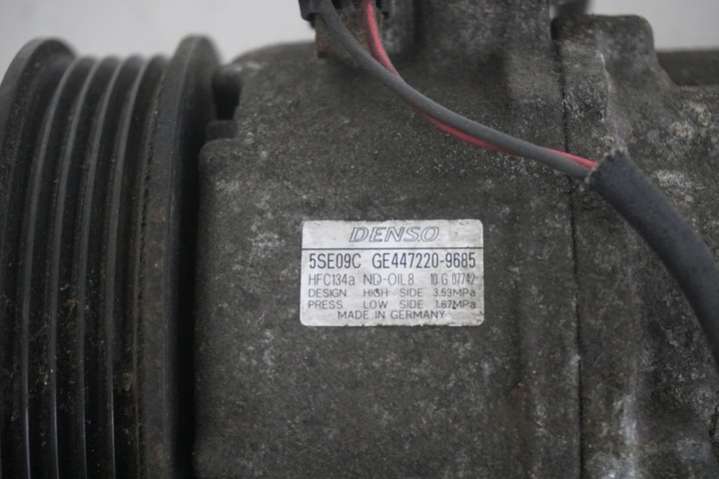 DENSO
5SE09C GE447220-9685
HFC134a ND-OIL8 10 G 07742
DESIGN HIGH SIDE 3.53MPa
PRESS LOW SIDE 1.67MPa
MADE IN GERMANY